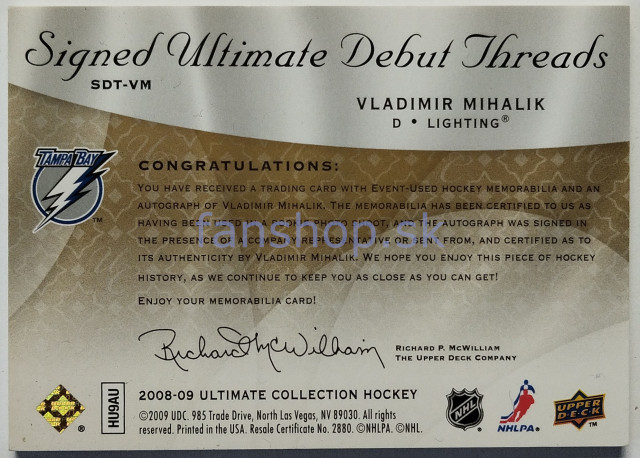 Signed Ultimate Debut Threads
SDT-VM
VLADIMIR MIHALIK
D • LIGHTING®
TAMPA BAY
TM
CONGRATULATIONS:
YOU HAVE RECEIVED A TRADING CARD WITH EVENT-USED HOCKEY MEMORABILIA AND AN
AUTOGRAPH OF VLADIMIR MIHALIK. THE MEMORABILIA HAS BEEN CERTIFIED TO US AS
HAVING BEEN USED IN A ROOKIE PHOTO SHOOT, AND THE AUTOGRAPH WAS SIGNED IN
THE PRESENCE OF A COMPANY REPRESENTATIVE OR SENT FROM, AND CERTIFIED AS TO
ITS AUTHENTICITY BY VLADIMIR MIHALIK. WE HOPE YOU ENJOY THIS PIECE OF HOCKEY
HISTORY, AS WE CONTINUE TO KEEP YOU AS CLOSE AS YOU CAN GET!
fanshop.sk
ENJOY YOUR MEMORABILIA CARD!
Richard McWilliam
RICHARD P. MCWILLIAM
THE UPPER DECK COMPANY
HU9AU
2008-09 ULTIMATE COLLECTION HOCKEY
©2009 UDC. 985 Trade Drive, North Las Vegas, NV 89030. All rights
reserved. Printed in the USA. Resale Certificate No. 2880. ©NHLPA. ©NHL.
NHL
NHLPA.
UPPER
DECK